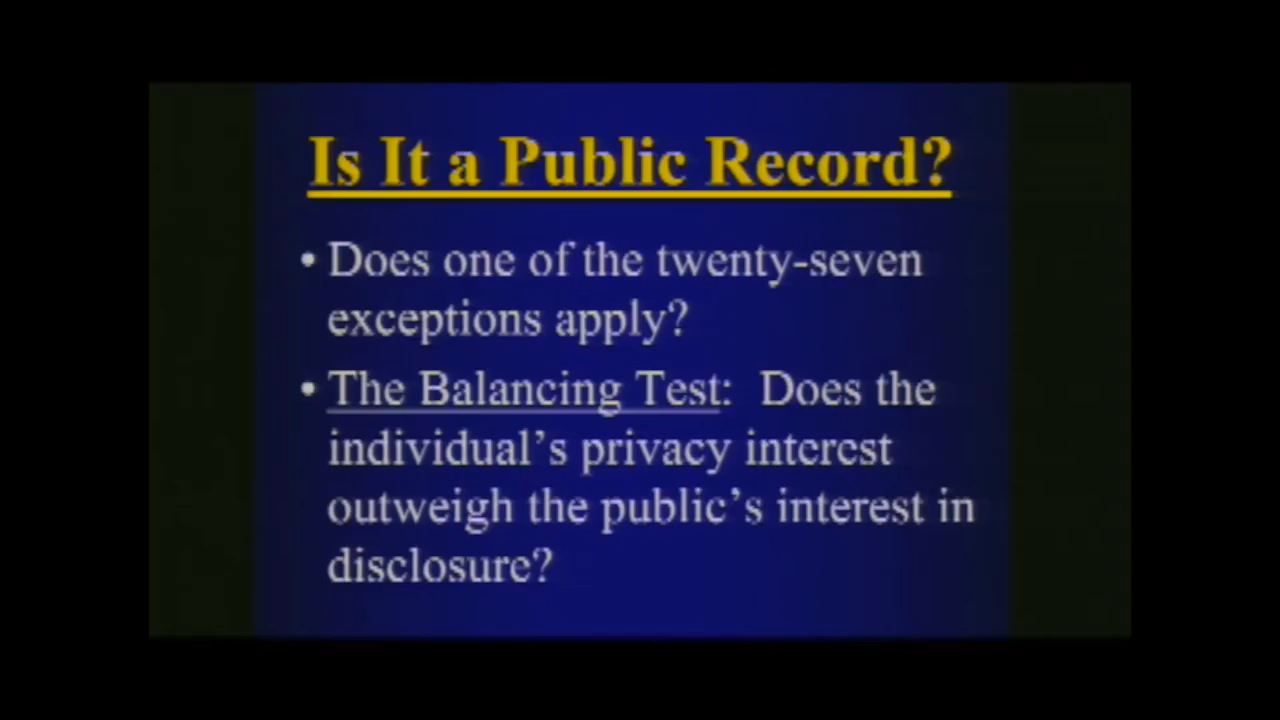 Is It a Public Record?
• Does one of the twenty-seven
exceptions apply?
• The Balancing Test: Does the
individual's privacy interest
outweigh the public's interest in
disclosure?